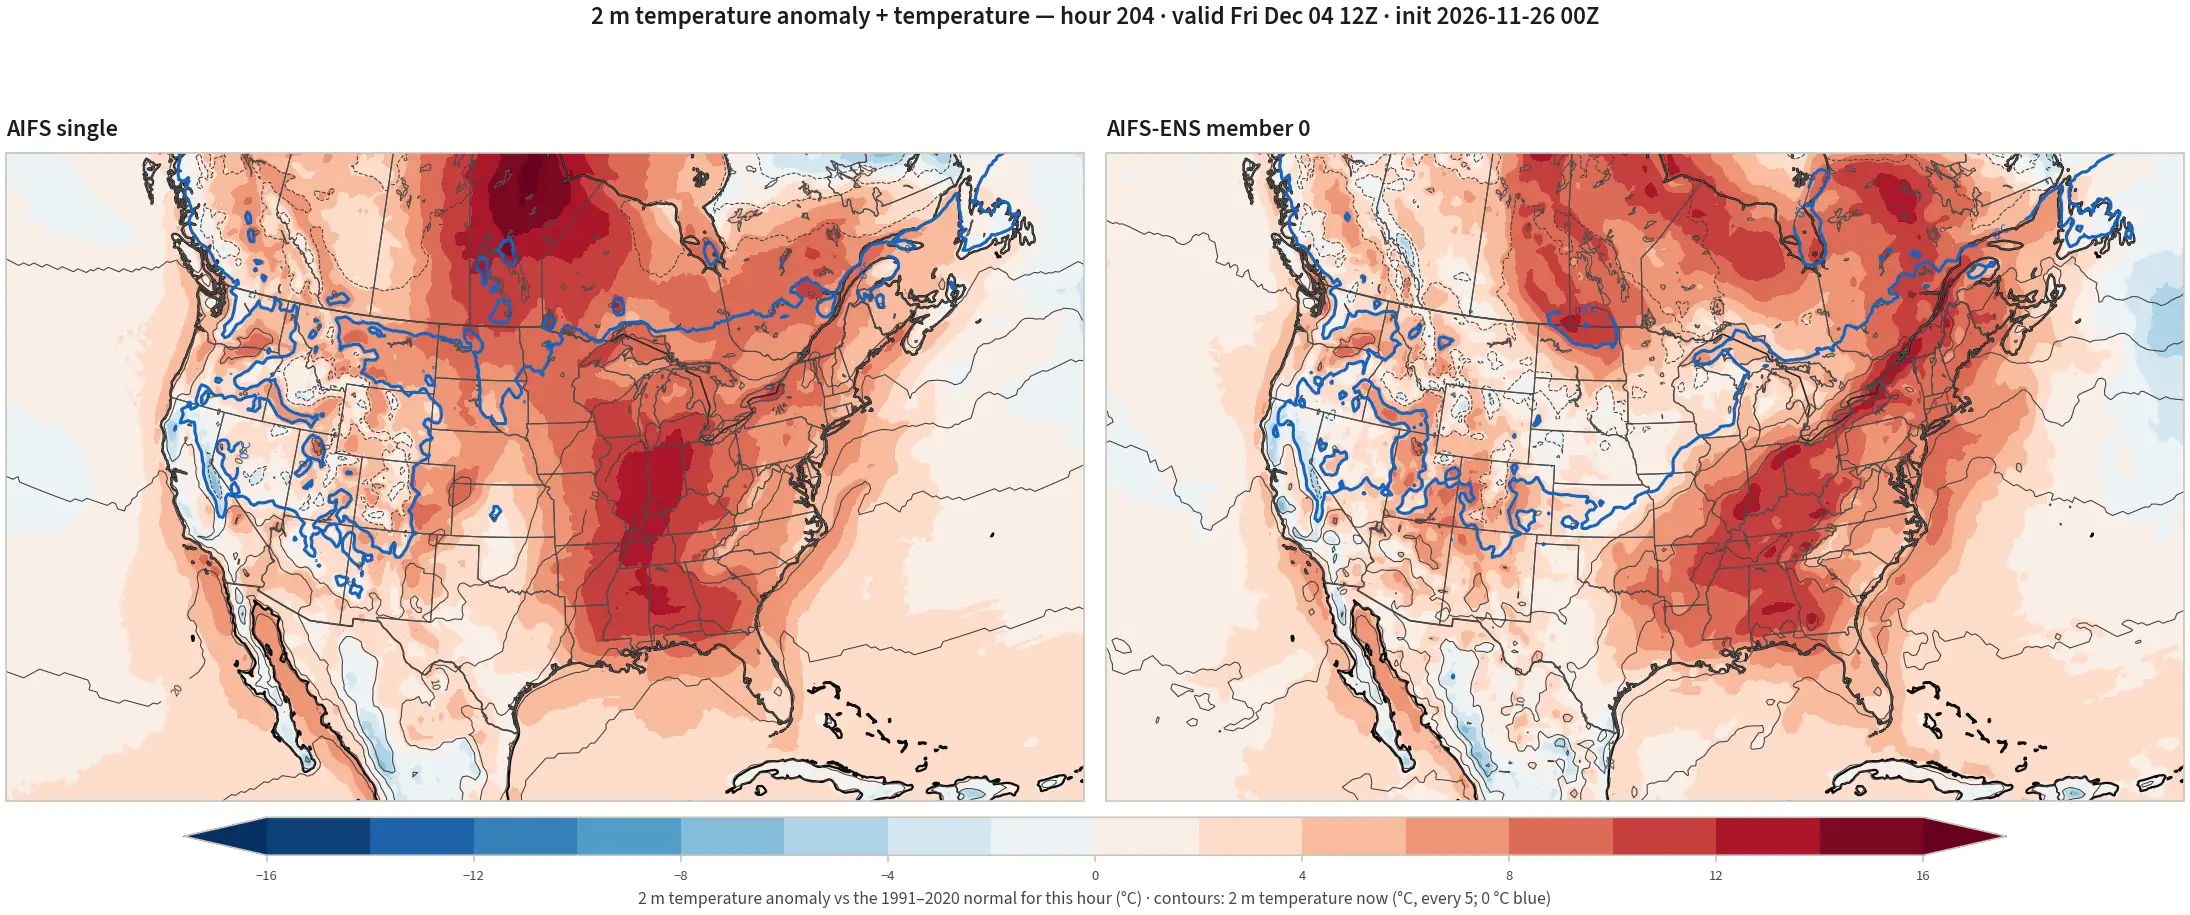 2 m temperature anomaly + temperature — hour 204 · valid Fri Dec 04 12Z · init 2026-11-26 00Z
AIFS single
AIFS-ENS member 0
−16 −12 −8 −4 0 4 8 12 16
2 m temperature anomaly vs the 1991–2020 normal for this hour (°C) · contours: 2 m temperature now (°C, every 5; 0 °C blue)